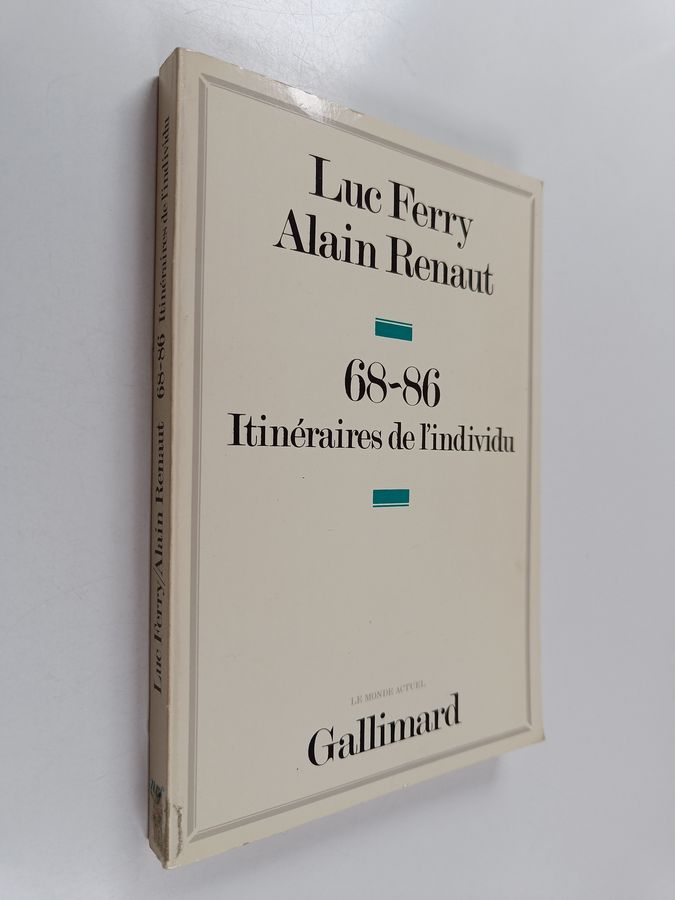 Luc Ferry
Alain Renaut
68-86
Itinéraires de l'individu
LE MONDE ACTUEL
Gallimard
Luc Ferry/Alain Renaut 68-86 Itinéraires de l'individu
nrf